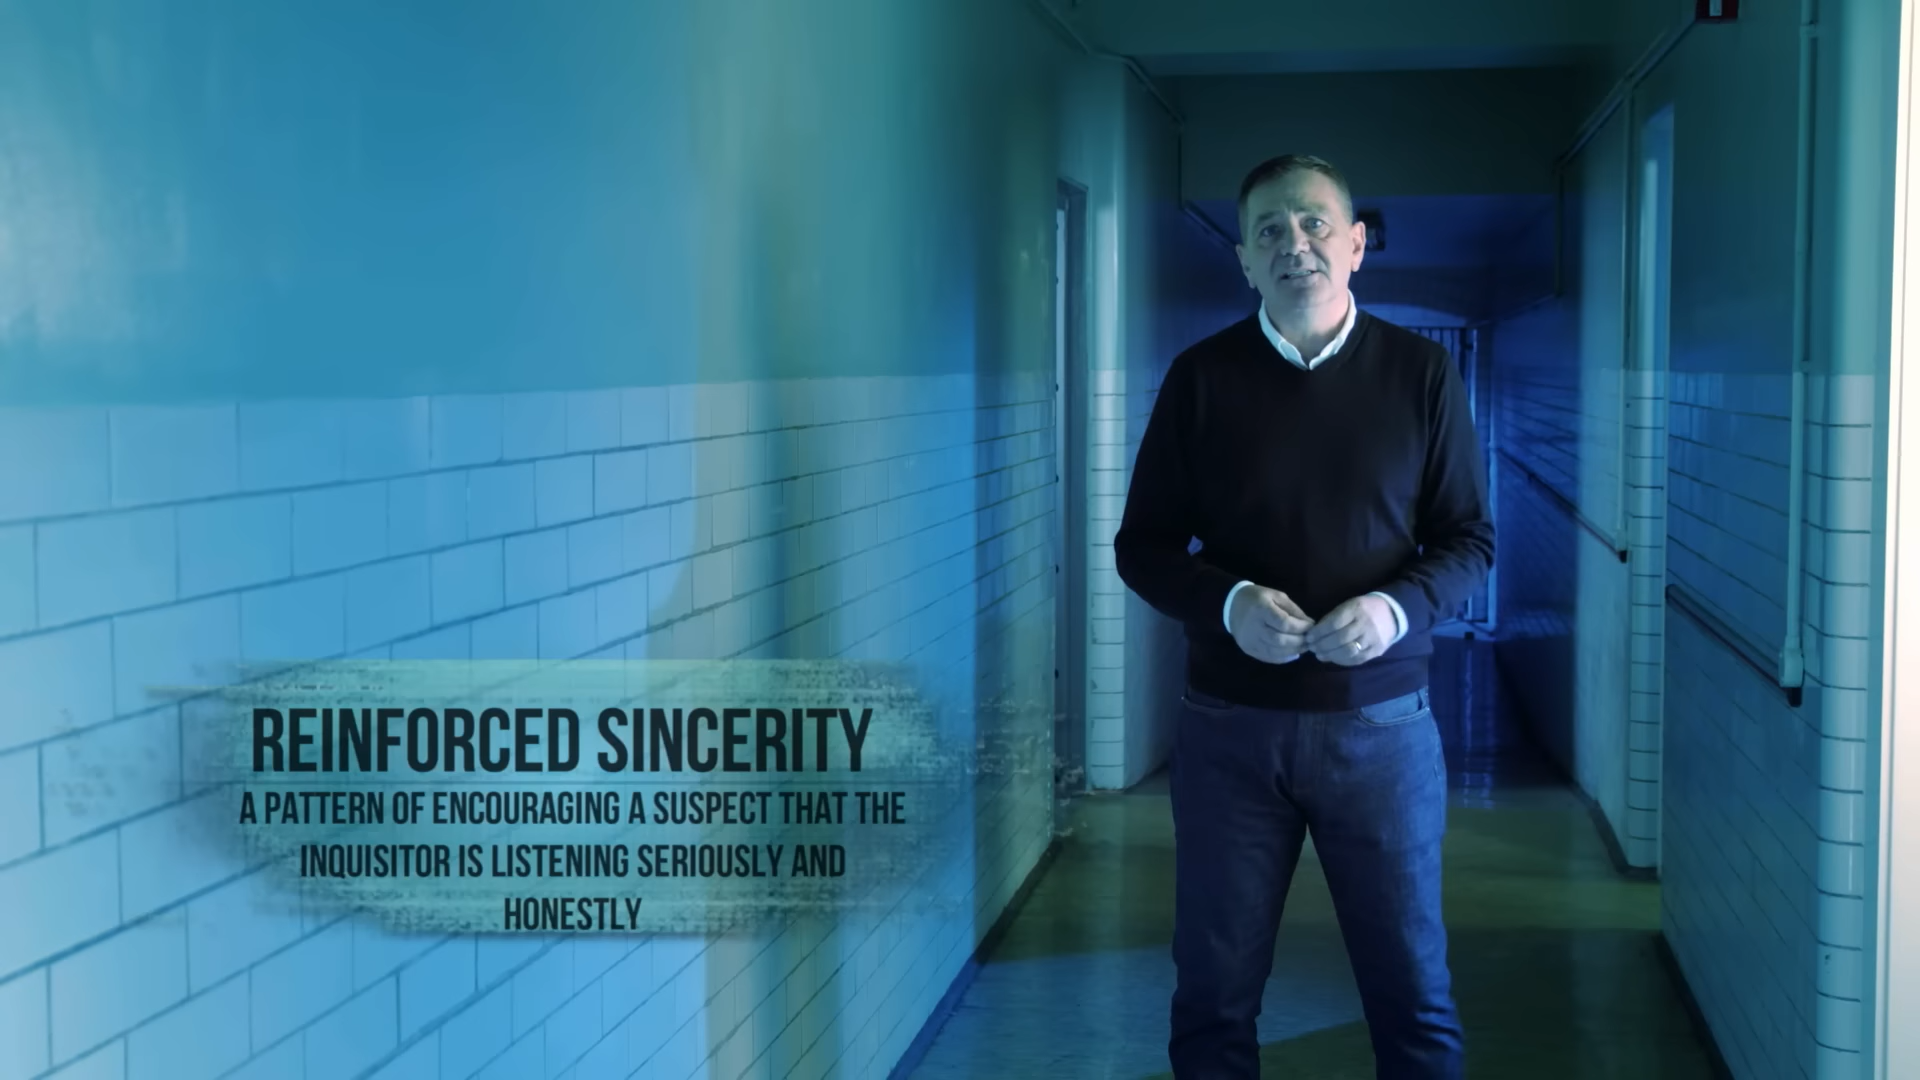 REINFORCED SINCERITY
A PATTERN OF ENCOURAGING A SUSPECT THAT THE
INQUISITOR IS LISTENING SERIOUSLY AND
HONESTLY